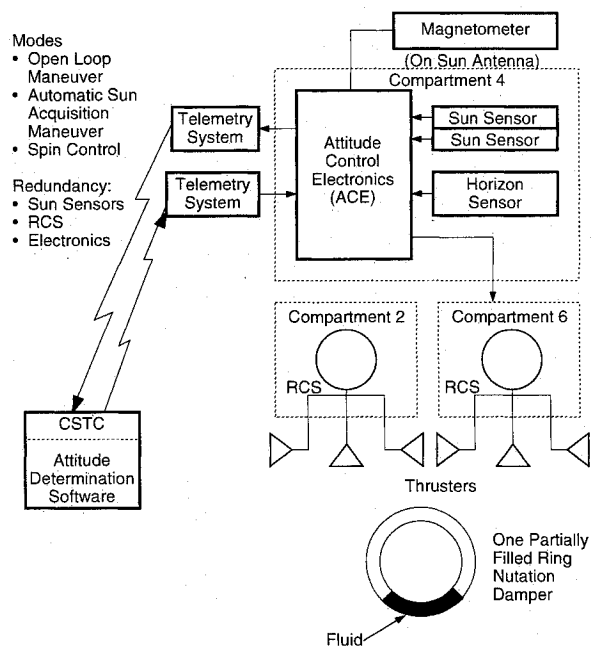 Modes
• Open Loop
Maneuver
• Automatic Sun
Acquisition
Maneuver
• Spin Control
Redundancy:
• Sun Sensors
• RCS
• Electronics
Magnetometer
(On Sun Antenna)
Compartment 4
Telemetry
System
Telemetry
System
Attitude
Control
Electronics
(ACE)
Sun Sensor
Sun Sensor
Horizon
Sensor
Compartment 2
RCS
Compartment 6
RCS
Thrusters
CSTC
Attitude
Determination
Software
One Partially
Filled Ring
Nutation
Damper
Fluid